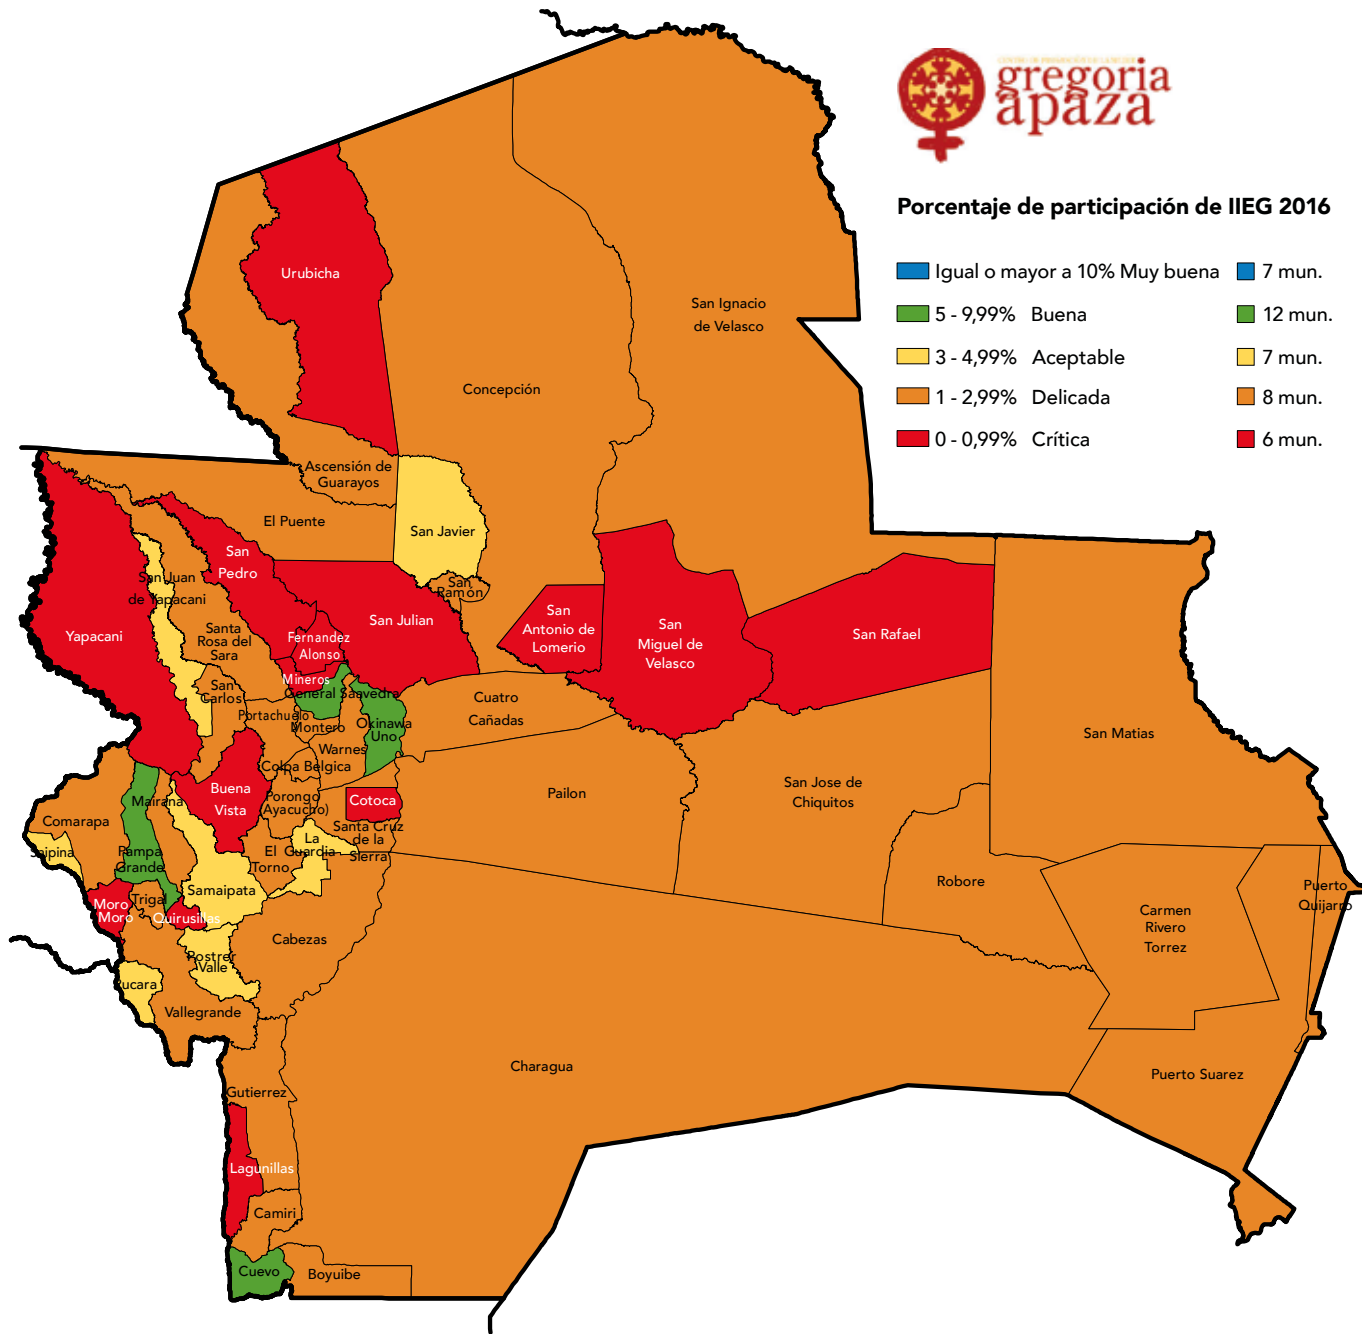 gregoria
apaza
Porcentaje de participación de IIEG 2016
Igual o mayor a 10% Muy buena 7 mun.
5 - 9,99% Buena 12 mun.
3 - 4,99% Aceptable 7 mun.
1 - 2,99% Delicada 8 mun.
0 - 0,99% Crítica 6 mun.
Urubicha
San Ignacio
de Velasco
Concepción
Ascensión de
Guarayos
El Puente
San Javier
San
Pedro
San Juan
de Yapacani
San
Ramón
San Julian
Yapacani
Santa
Rosa del
Sara
Fernandez
Alonso
San
Antonio de
Lomerio
San
Miguel de
Velasco
San Rafael
Mineros
San
Carlos
General Saavedra
Cuatro
Cañadas
Portachuelo
Montero
Okinawa
Uno
Warnes
San Matias
Colpa Bélgica
Buena
Vista
Porongo
(Ayacucho)
Cotoca
Pailon
San Jose de
Chiquitos
Mairana
Comarapa
Santa Cruz
de la
Sierra
La
Guardia
El
Torno
Saipina
Pampa
Grande
Samaipata
Robore
Puerto
Quijarro
Trigal
Moro
Moro
Quirusillas
Carmen
Rivero
Torrez
Cabezas
Postrer
Valle
Pucara
Vallegrande
Charagua
Puerto Suarez
Gutierrez
Lagunillas
Camiri
Cuevo
Boyuibe